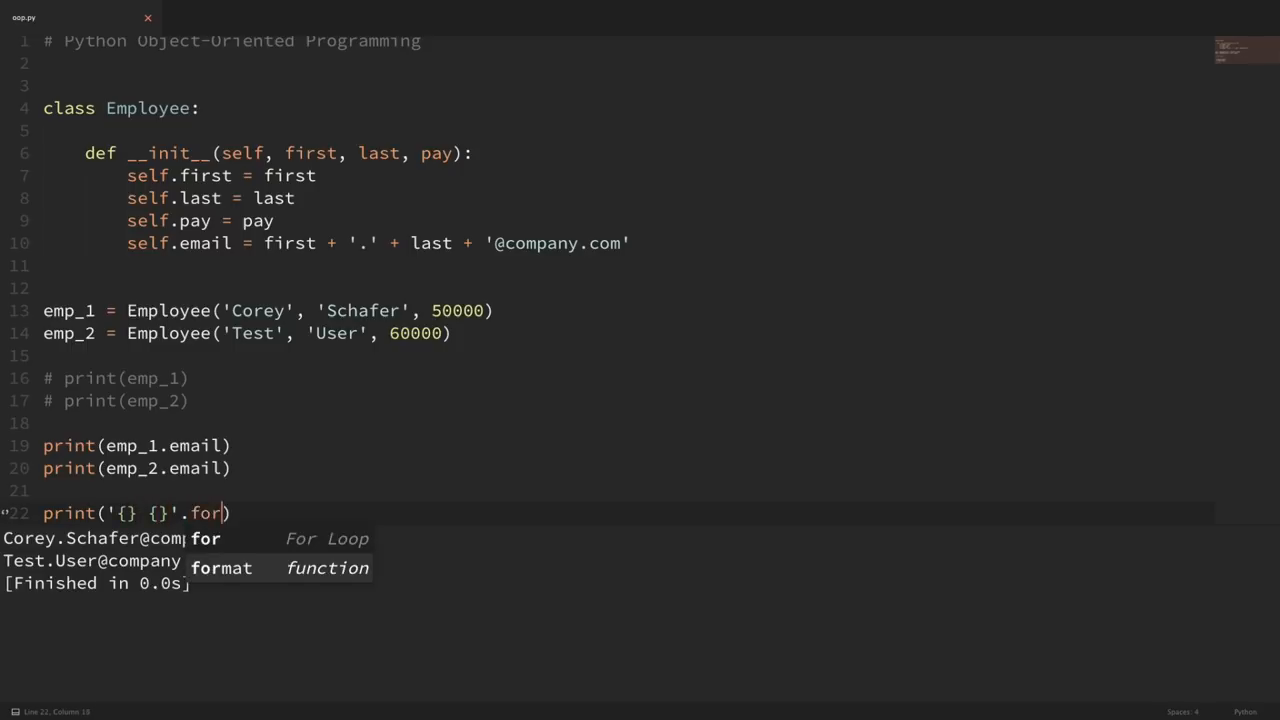 oop.py
1 # Python Object-Oriented Programming
2
3
4 class Employee:
5
6 def __init__(self, first, last, pay):
7 self.first = first
8 self.last = last
9 self.pay = pay
10 self.email = first + '.' + last + '@company.com'
11
12
13 emp_1 = Employee('Corey', 'Schafer', 50000)
14 emp_2 = Employee('Test', 'User', 60000)
15
16 # print(emp_1)
17 # print(emp_2)
18
19 print(emp_1.email)
20 print(emp_2.email)
21
22 print('{} {}'.for)
Corey.Schafer@com for For Loop
Test.User@company format function
[Finished in 0.0s]
Line 22, Column 18 Spaces: 4 Python